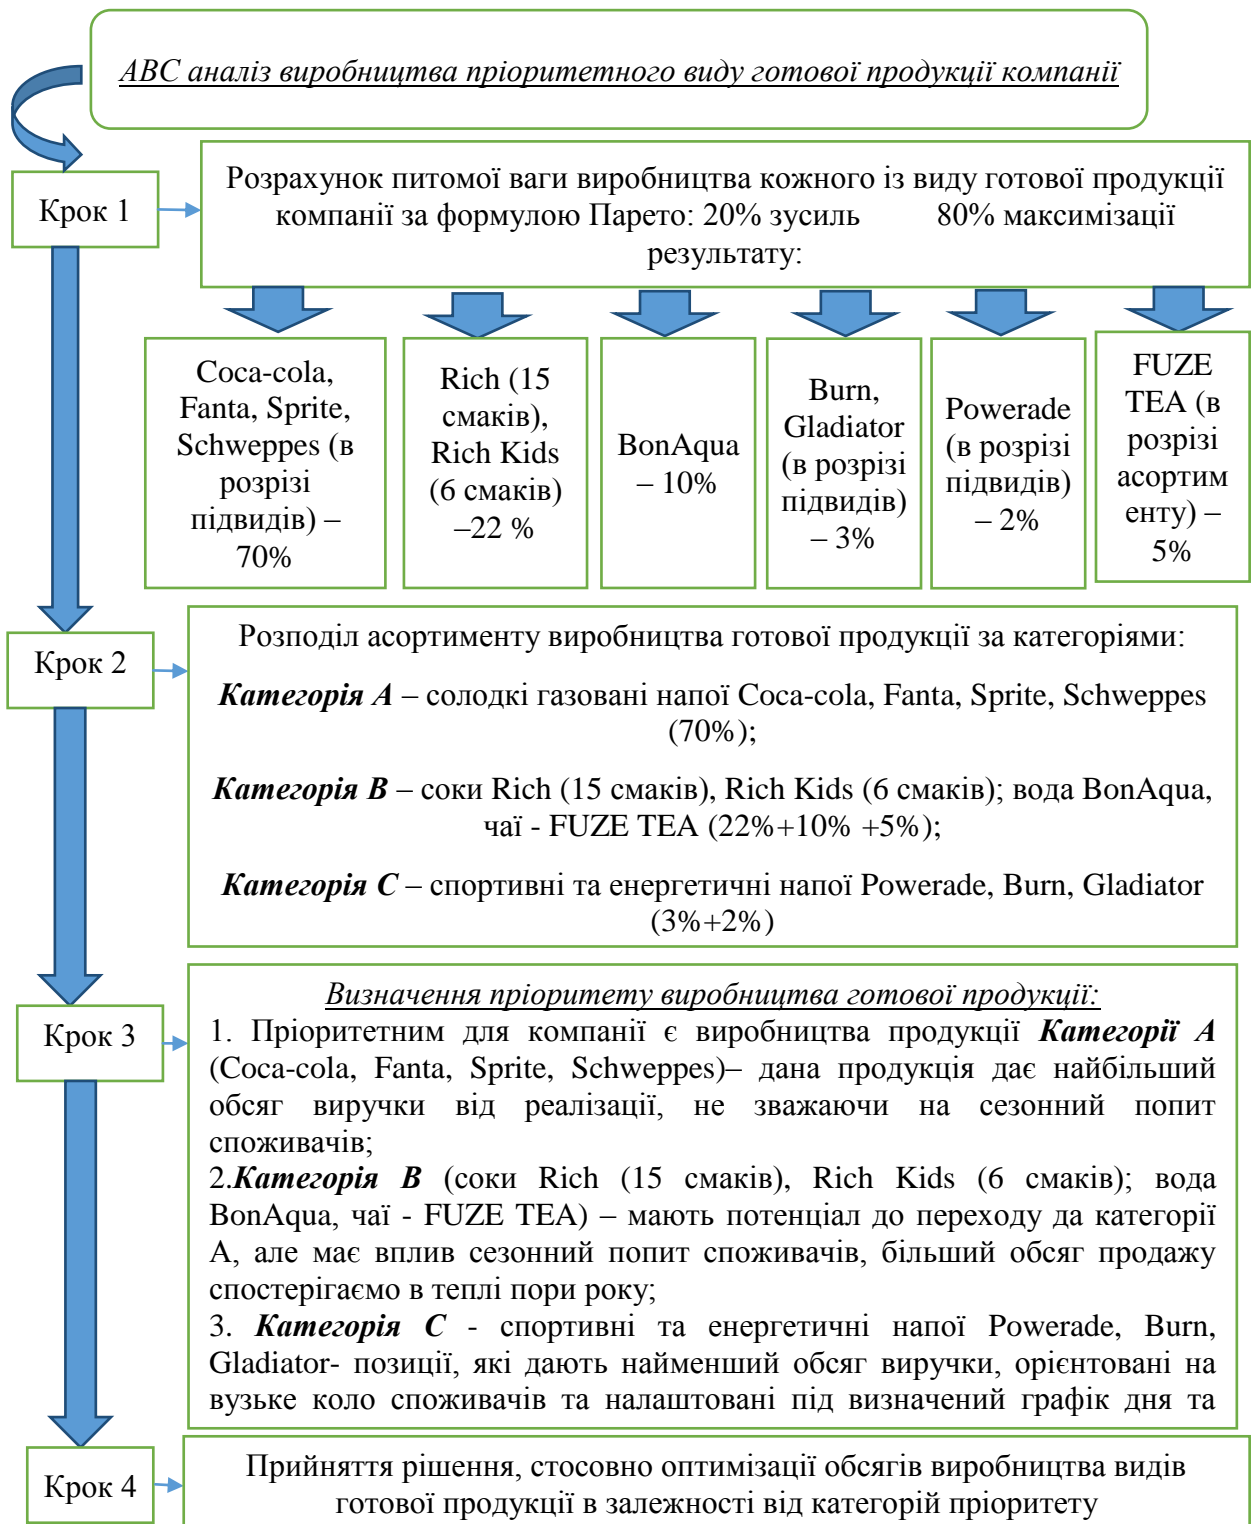 АВС аналіз виробництва пріоритетного виду готової продукції компанії
Крок 1
Розрахунок питомої ваги виробництва кожного із виду готової продукції
компанії за формулою Парето: 20% зусиль 80% максимізації
результату:
Coca-cola,
Fanta, Sprite,
Schweppes (в
розрізі
підвидів) –
70%
Rich (15
смаків),
Rich Kids
(6 смаків)
–22 %
BonAqua
– 10%
Burn,
Gladiator
(в розрізі
підвидів)
– 3%
Powerade
(в розрізі
підвидів)
– 2%
FUZE
TEA (в
розрізі
асортим
енту) –
5%
Крок 2
Розподіл асортименту виробництва готової продукції за категоріями:
Категорія А – солодкі газовані напої Coca-cola, Fanta, Sprite, Schweppes
(70%);
Категорія В – соки Rich (15 смаків), Rich Kids (6 смаків); вода BonAqua,
чаї - FUZE TEA (22%+10% +5%);
Категорія С – спортивні та енергетичні напої Powerade, Burn, Gladiator
(3%+2%)
Крок 3
Визначення пріоритету виробництва готової продукції:
1. Пріоритетним для компанії є виробництва продукції Категорії А
(Coca-cola, Fanta, Sprite, Schweppes)– дана продукція дає найбільший
обсяг виручки від реалізації, не зважаючи на сезонний попит
споживачів;
2.Категорія В (соки Rich (15 смаків), Rich Kids (6 смаків); вода
BonAqua, чаї - FUZE TEA) – мають потенціал до переходу да категорії
А, але має вплив сезонний попит споживачів, більший обсяг продажу
спостерігаємо в теплі пори року;
3. Категорія С - спортивні та енергетичні напої Powerade, Burn,
Gladiator- позиції, які дають найменший обсяг виручки, орієнтовані на
вузьке коло споживачів та налаштовані під визначений графік дня та
Крок 4
Прийняття рішення, стосовно оптимізації обсягів виробництва видів
готової продукції в залежності від категорій пріоритету